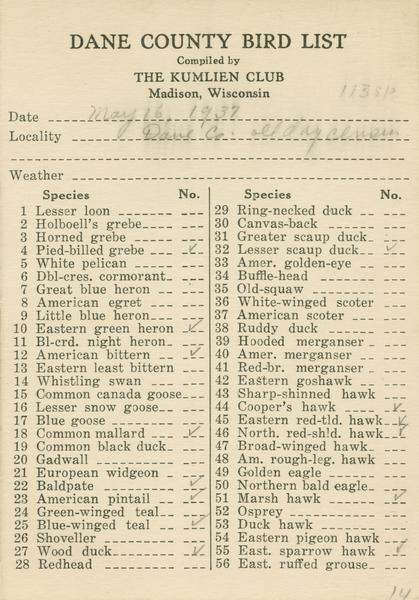 DANE COUNTY BIRD LIST
Compiled by
THE KUMLIEN CLUB
Madison, Wisconsin
113 sp
Date May 16, 1937
Locality Dane Co. all day census
Weather
Species No.
1 Lesser loon
2 Holboell's grebe
3 Horned grebe
4 Pied-billed grebe ✓
5 White pelican
6 Dbl-cres. cormorant
7 Great blue heron
8 American egret
9 Little blue heron
10 Eastern green heron ✓
11 Bl-crd. night heron
12 American bittern ✓
13 Eastern least bittern
14 Whistling swan
15 Common canada goose
16 Lesser snow goose
17 Blue goose
18 Common mallard ✓
19 Common black duck
20 Gadwall
21 European widgeon
22 Baldpate ✓
23 American pintail ✓
24 Green-winged teal
25 Blue-winged teal ✓
26 Shoveller
27 Wood duck ✓
28 Redhead
Species No.
29 Ring-necked duck
30 Canvas-back
31 Greater scaup duck
32 Lesser scaup duck ✓
33 Amer. golden-eye
34 Buffle-head
35 Old-squaw
36 White-winged scoter
37 American scoter
38 Ruddy duck
39 Hooded merganser
40 Amer. merganser
41 Red-br. merganser
42 Eastern goshawk
43 Sharp-shinned hawk
44 Cooper's hawk ✓
45 Eastern red-tld. hawk ✓
46 North. red-shld. hawk ✓
47 Broad-winged hawk
48 Am. rough-leg. hawk
49 Golden eagle
50 Northern bald eagle
51 Marsh hawk ✓
52 Osprey
53 Duck hawk
54 Eastern pigeon hawk
55 East. sparrow hawk ✓
56 East. ruffed grouse
14